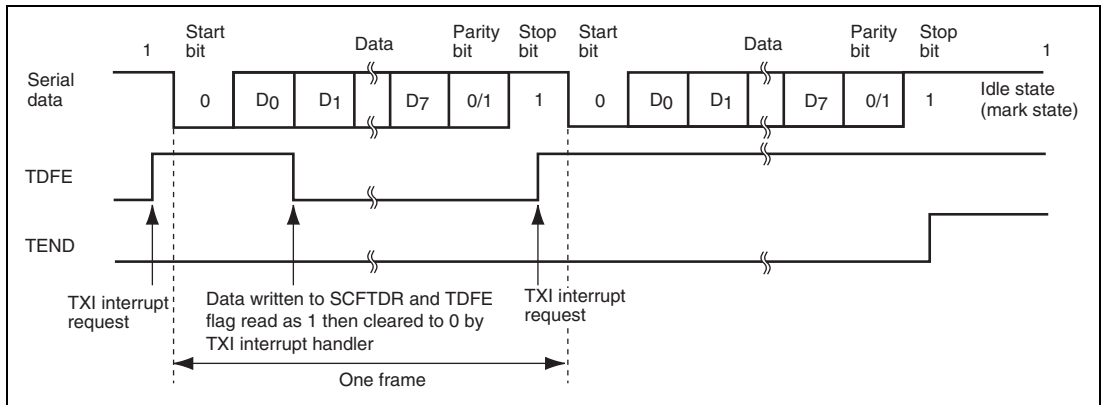 1 Start bit Data Parity bit Stop bit Start bit Data Parity bit Stop bit 1
Serial data 0 D0 D1 D7 0/1 1 0 D0 D1 D7 0/1 1 Idle state (mark state)
TDFE
TEND
TXI interrupt request
Data written to SCFTDR and TDFE
flag read as 1 then cleared to 0 by
TXI interrupt handler
TXI interrupt request
One frame